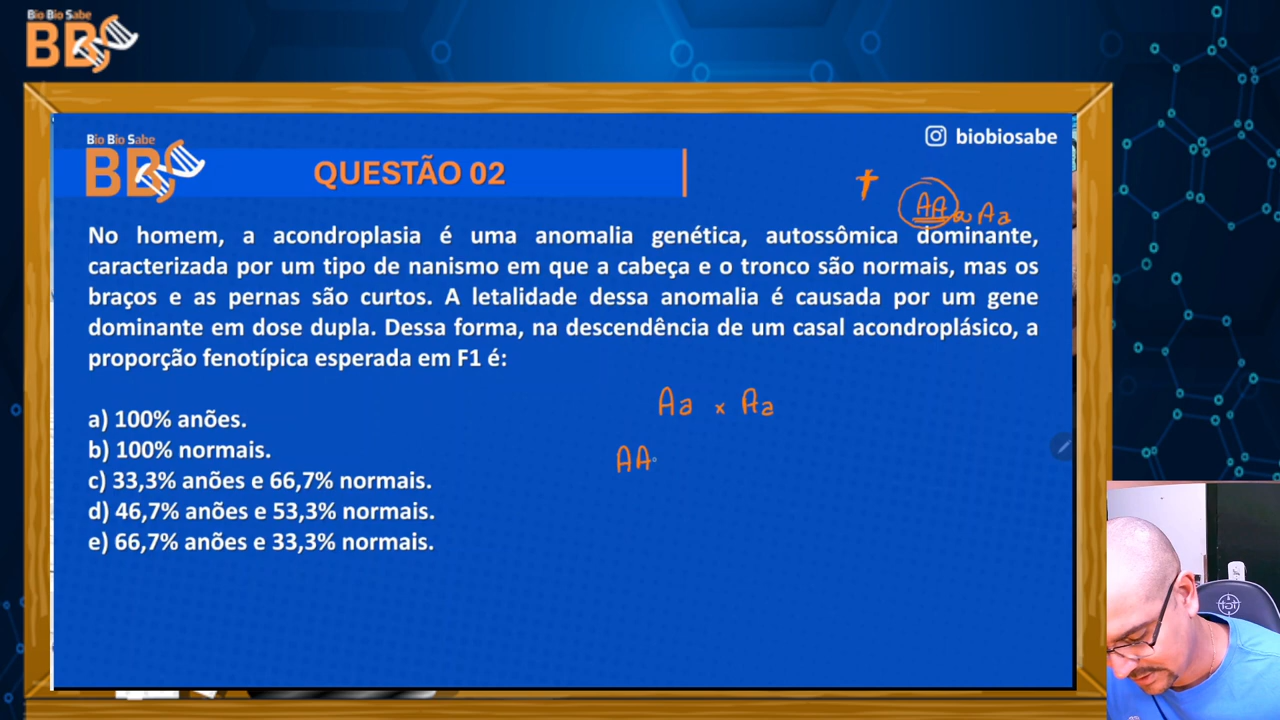 Bio Bio Sabe
BBS
Bio Bio Sabe
BBS
biobiosabe
QUESTÃO 02
AA ou Aa
No homem, a acondroplasia é uma anomalia genética, autossômica dominante,
caracterizada por um tipo de nanismo em que a cabeça e o tronco são normais, mas os
braços e as pernas são curtos. A letalidade dessa anomalia é causada por um gene
dominante em dose dupla. Dessa forma, na descendência de um casal acondroplásico, a
proporção fenotípica esperada em F1 é:
Aa x Aa
AA
a) 100% anões.
b) 100% normais.
c) 33,3% anões e 66,7% normais.
d) 46,7% anões e 53,3% normais.
e) 66,7% anões e 33,3% normais.